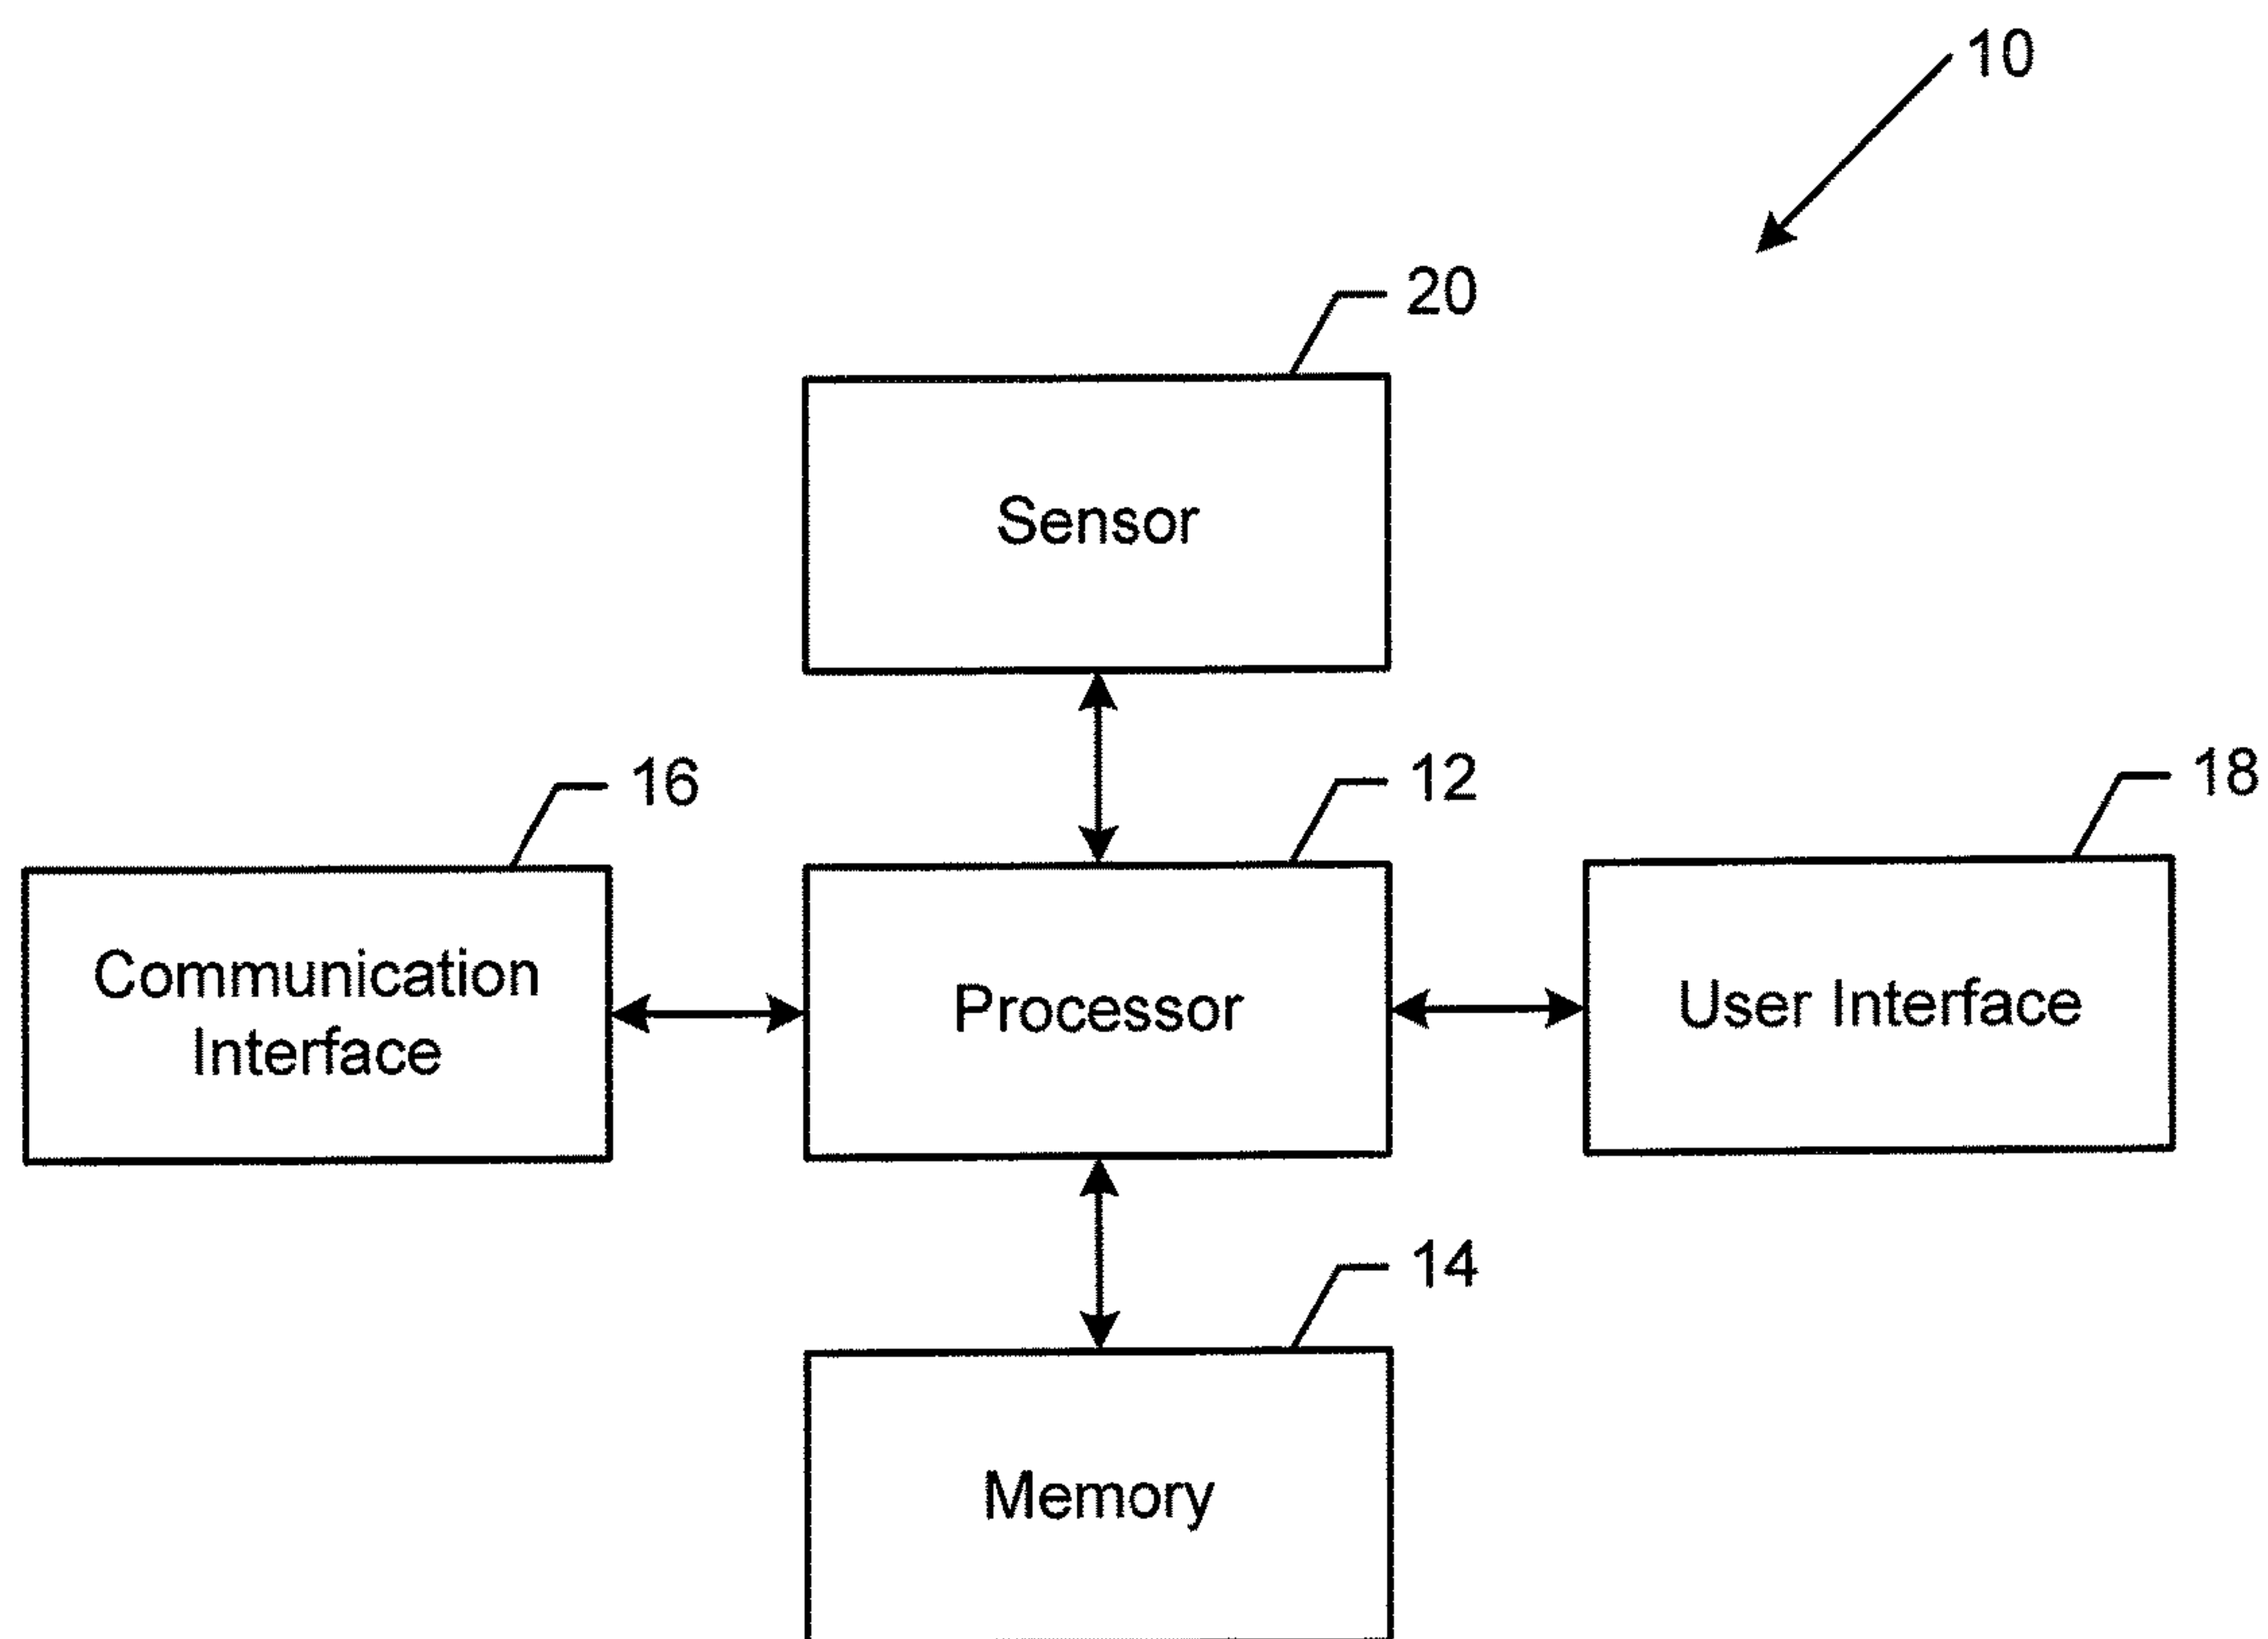 10
20
Sensor
16
12
18
Communication
Interface
Processor
User Interface
14
Memory